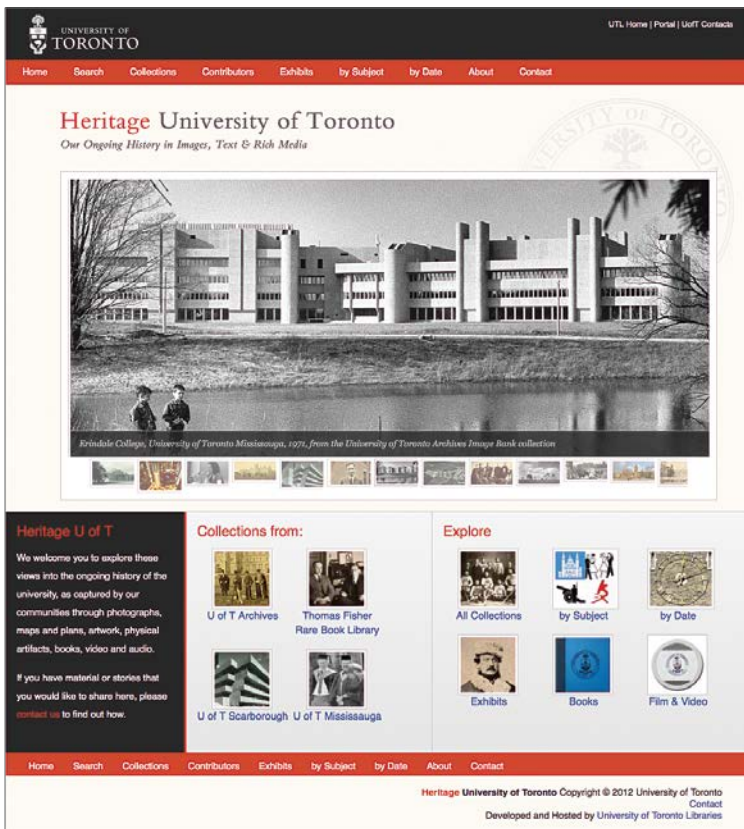 UNIVERSITY OF
TORONTO
UTL Home | Portal | UofT Contacts
Home Search Collections Contributors Exhibits by Subject by Date About Contact
Heritage University of Toronto
Our Ongoing History in Images, Text & Rich Media
UNIVERSITY OF TORONTO
Erindale College, University of Toronto Mississauga, 1971, from the University of Toronto Archives Image Bank collection
Heritage U of T
We welcome you to explore these
views into the ongoing history of the
university, as captured by our
communities through photographs,
maps and plans, artwork, physical
artifacts, books, video and audio.
If you have material or stories that
you would like to share here, please
contact us to find out how.
Collections from:
U of T Archives
Thomas Fisher
Rare Book Library
U of T Scarborough
U of T Mississauga
Explore
All Collections
by Subject
by Date
Exhibits
Books
Film & Video
Home Search Collections Contributors Exhibits by Subject by Date About Contact
Heritage University of Toronto Copyright © 2012 University of Toronto
Contact
Developed and Hosted by University of Toronto Libraries